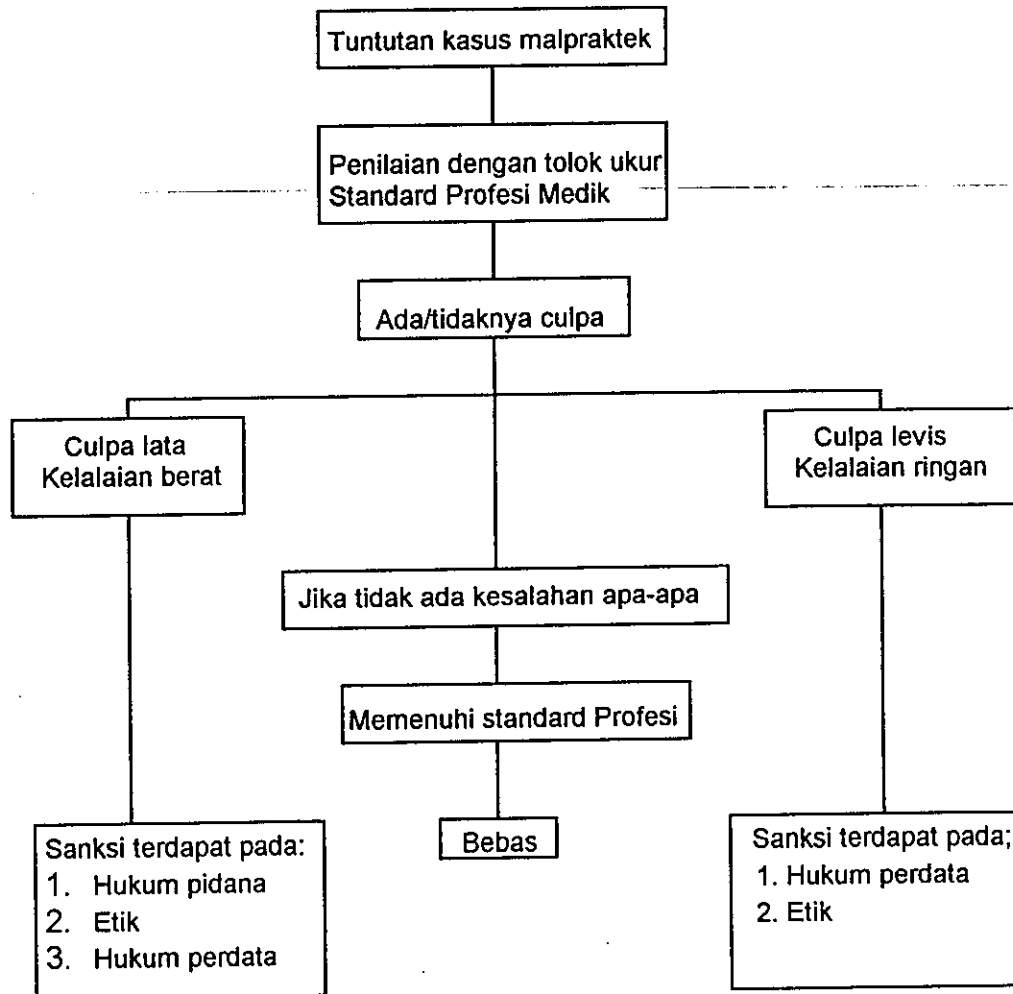 Tuntutan kasus malpraktek
Penilaian dengan tolok ukur
Standard Profesi Medik
Ada/tidaknya culpa
Culpa lata
Kelalaian berat
Culpa levis
Kelalaian ringan
Jika tidak ada kesalahan apa-apa
Memenuhi standard Profesi
Bebas
Sanksi terdapat pada:
1. Hukum pidana
2. Etik
3. Hukum perdata
Sanksi terdapat pada;
1. Hukum perdata
2. Etik